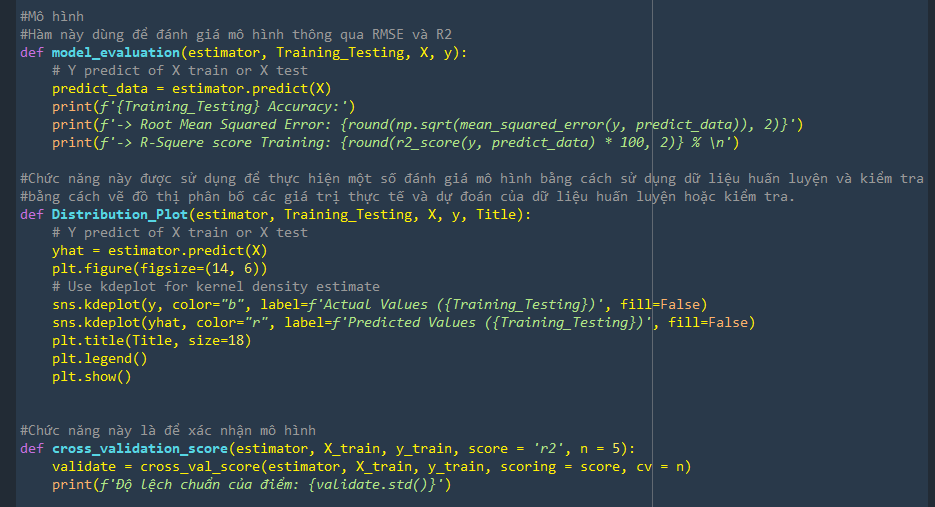 #Mô hình
#Hàm này dùng để đánh giá mô hình thông qua RMSE và R2
def model_evaluation(estimator, Training_Testing, X, y):
    # Y predict of X train or X test
    predict_data = estimator.predict(X)
    print(f'{Training_Testing} Accuracy:')
    print(f'-> Root Mean Squared Error: {round(np.sqrt(mean_squared_error(y, predict_data)), 2)}')
    print(f'-> R-Squere score Training: {round(r2_score(y, predict_data) * 100, 2)} % \n')
#Chức năng này được sử dụng để thực hiện một số đánh giá mô hình bằng cách sử dụng dữ liệu huấn luyện và kiểm tra
#bằng cách vẽ đồ thị phân bố các giá trị thực tế và dự đoán của dữ liệu huấn luyện hoặc kiểm tra.
def Distribution_Plot(estimator, Training_Testing, X, y, Title):
    # Y predict of X train or X test
    yhat = estimator.predict(X)
    plt.figure(figsize=(14, 6))
    # Use kdeplot for kernel density estimate
    sns.kdeplot(y, color="b", label=f'Actual Values ({Training_Testing})', fill=False)
    sns.kdeplot(yhat, color="r", label=f'Predicted Values ({Training_Testing})', fill=False)
    plt.title(Title, size=18)
    plt.legend()
    plt.show()
#Chức năng này là để xác nhận mô hình
def cross_validation_score(estimator, X_train, y_train, score = 'r2', n = 5):
    validate = cross_val_score(estimator, X_train, y_train, scoring = score, cv = n)
    print(f'Độ lệch chuẩn của điểm: {validate.std()}')